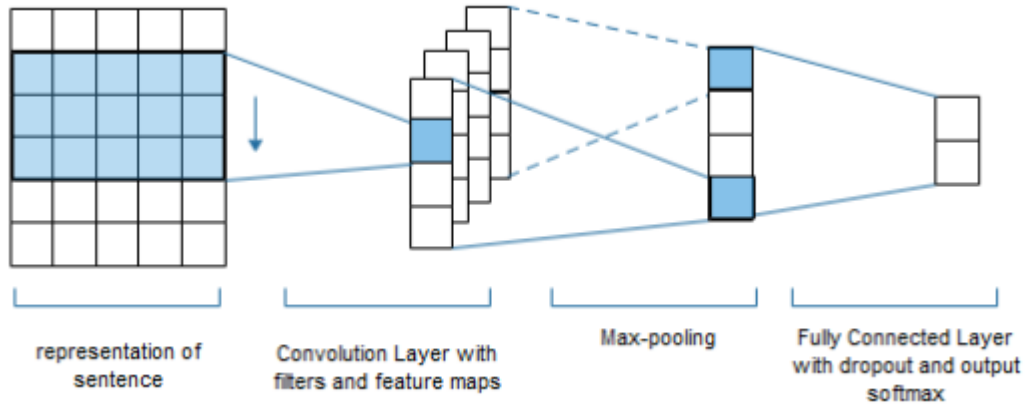 representation of
sentence
Convolution Layer with
filters and feature maps
Max-pooling
Fully Connected Layer
with dropout and output
softmax